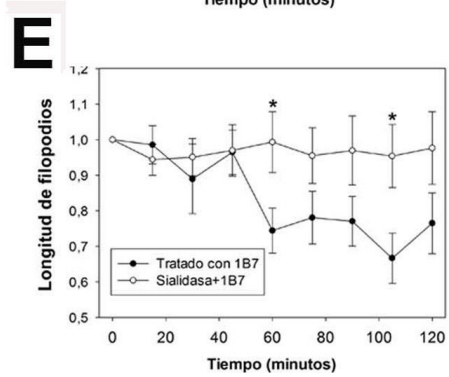 Tiempo (minutos)
E
1,2
1,1
1,0
0,9
0,8
0,7
0,6
0,5
Longitud de filopodios
*
*
Tratado con 1B7
Sialidasa+1B7
0 20 40 60 80 100 120
Tiempo (minutos)